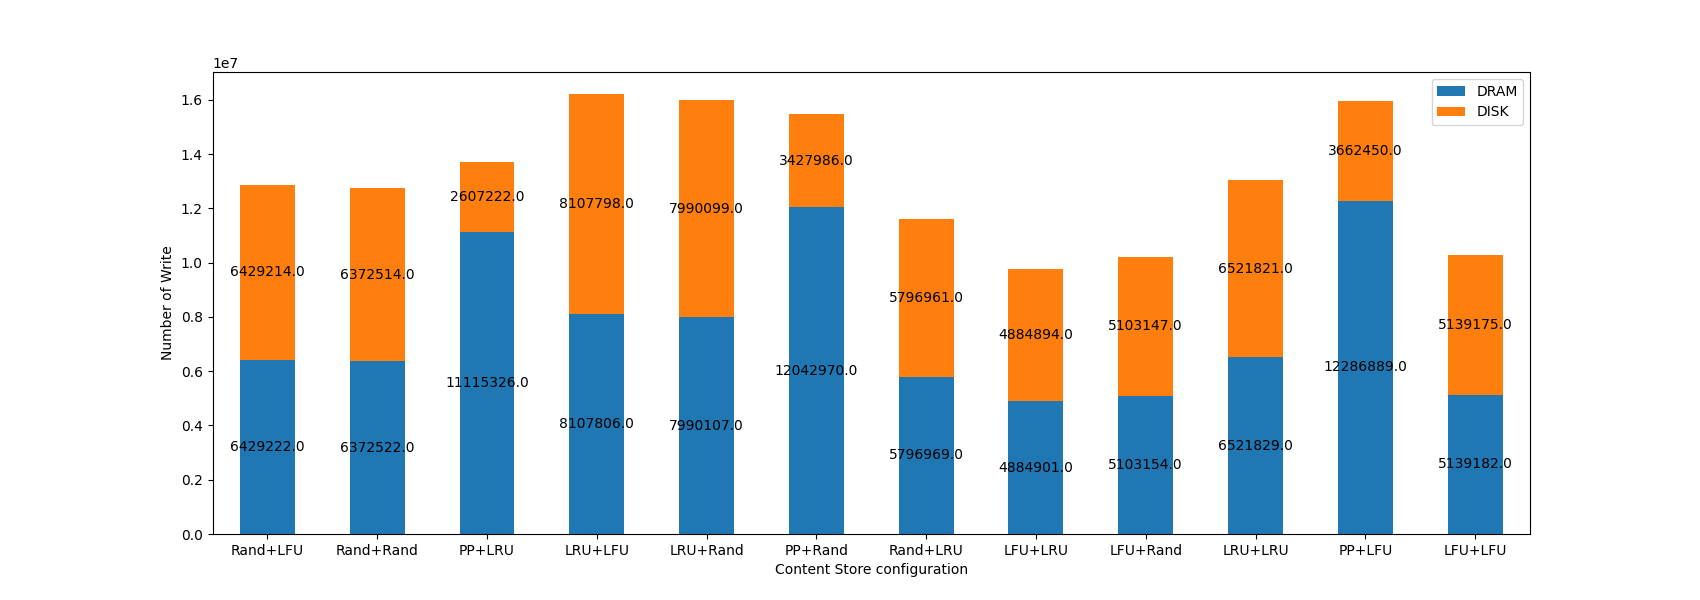 1e7
DRAM
DISK
1.6
1.4
1.2
1.0
0.8
0.6
0.4
0.2
0.0
Number of Write
6429214.0
6372514.0
2607222.0
8107798.0
7990099.0
3427986.0
5796961.0
4884894.0
5103147.0
6521821.0
3662450.0
5139175.0
6429222.0
6372522.0
11115326.0
8107806.0
7990107.0
12042970.0
5796969.0
4884901.0
5103154.0
6521829.0
12286889.0
5139182.0
Rand+LFU
Rand+Rand
PP+LRU
LRU+LFU
LRU+Rand
PP+Rand
Rand+LRU
LFU+LRU
LFU+Rand
LRU+LRU
PP+LFU
LFU+LFU
Content Store configuration